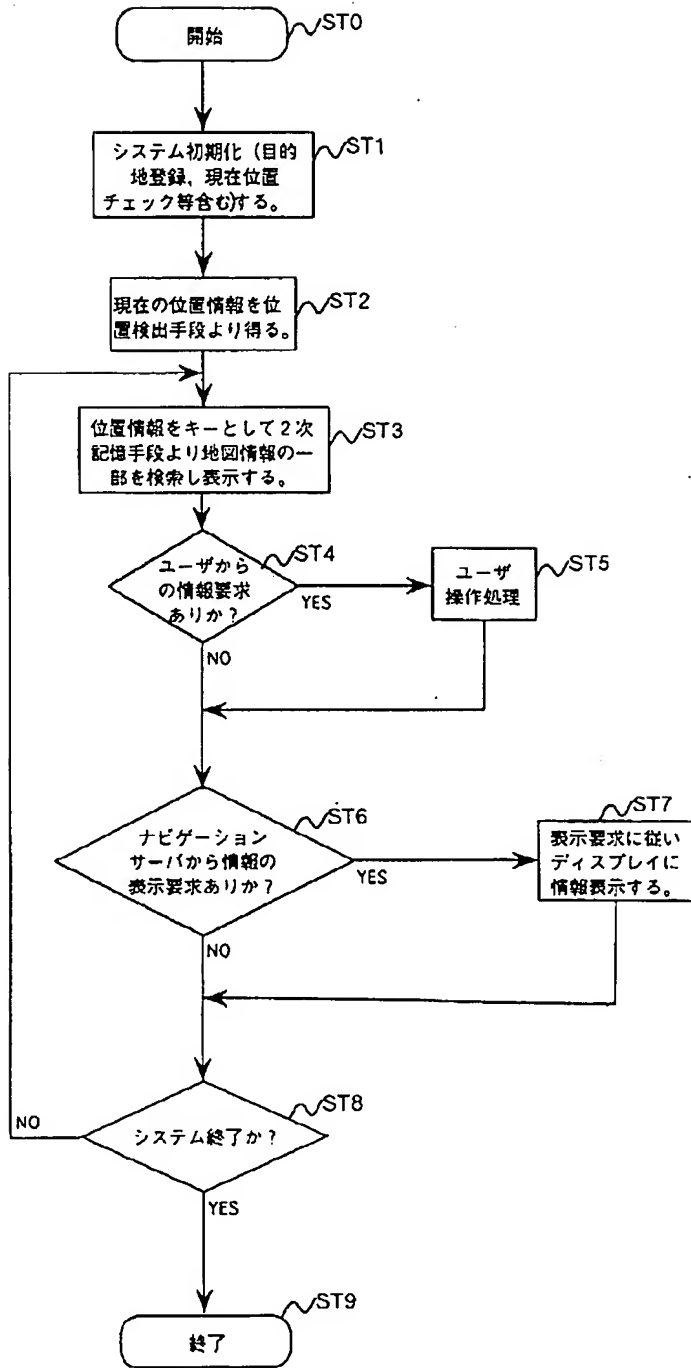 開始
ST0
システム初期化(目的
地登録、現在位置
チェック等含む)する。
ST1
現在の位置情報を位
置検出手段より得る。
ST2
位置情報をキーとして2次
記憶手段より地図情報の一
部を検索し表示する。
ST3
ユーザから
の情報要求
ありか?
ST4
YES
ユーザ
操作処理
ST5
NO
ナビゲーション
サーバから情報の
表示要求ありか?
ST6
YES
表示要求に従い
ディスプレイに
情報表示する。
ST7
NO
システム終了か?
ST8
NO
YES
終了
ST9